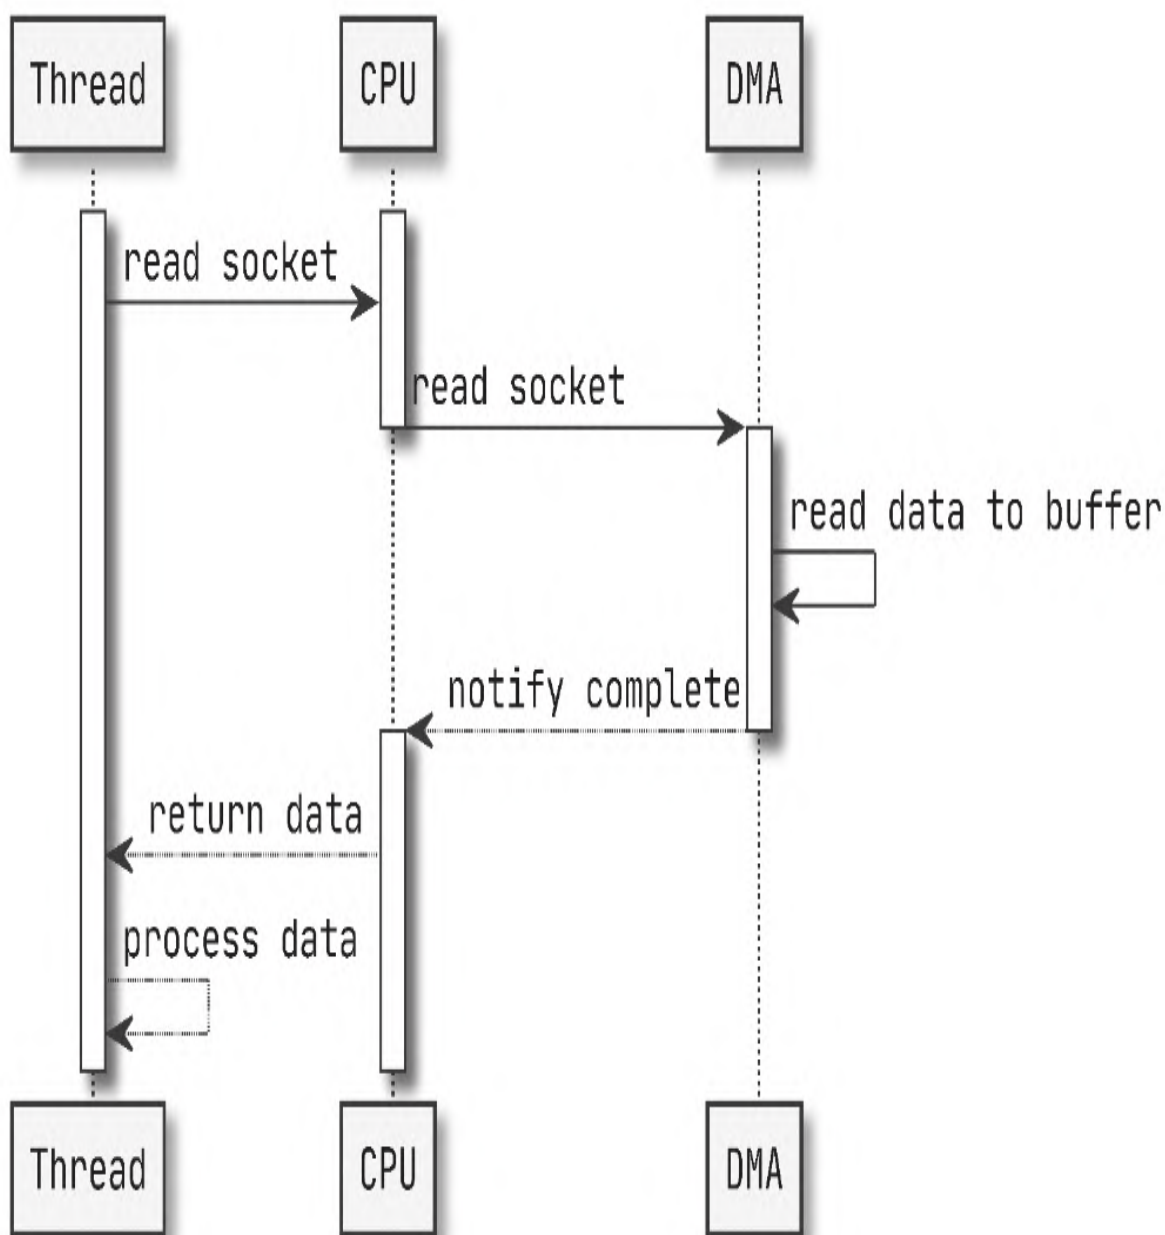 Thread
CPU
DMA
read socket
read socket
read data to buffer
notify complete
return data
process data
Thread
CPU
DMA